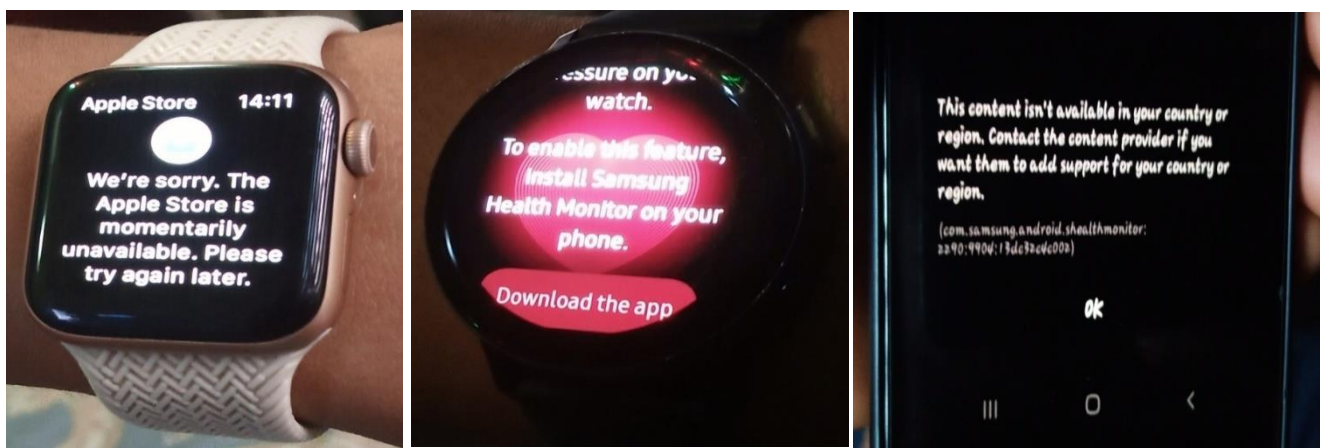 Apple Store 14:11
We're sorry. The
Apple Store is
momentarily
unavailable. Please
try again later.
essure on you
watch.
To enable this feature,
install Samsung
Health Monitor on your
phone.
Download the app
This content isn't available in your country or
region. Contact the content provider if you
want them to add support for your country or
region.
(com.samsung.android.shealthmonitor:
OK